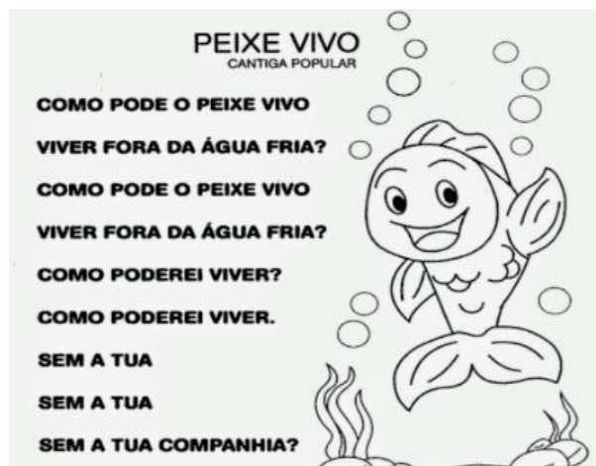 PEIXE VIVO
CANTIGA POPULAR
COMO PODE O PEIXE VIVO
VIVER FORA DA ÁGUA FRIA?
COMO PODE O PEIXE VIVO
VIVER FORA DA ÁGUA FRIA?
COMO PODEREI VIVER?
COMO PODEREI VIVER.
SEM A TUA
SEM A TUA
SEM A TUA COMPANHIA?